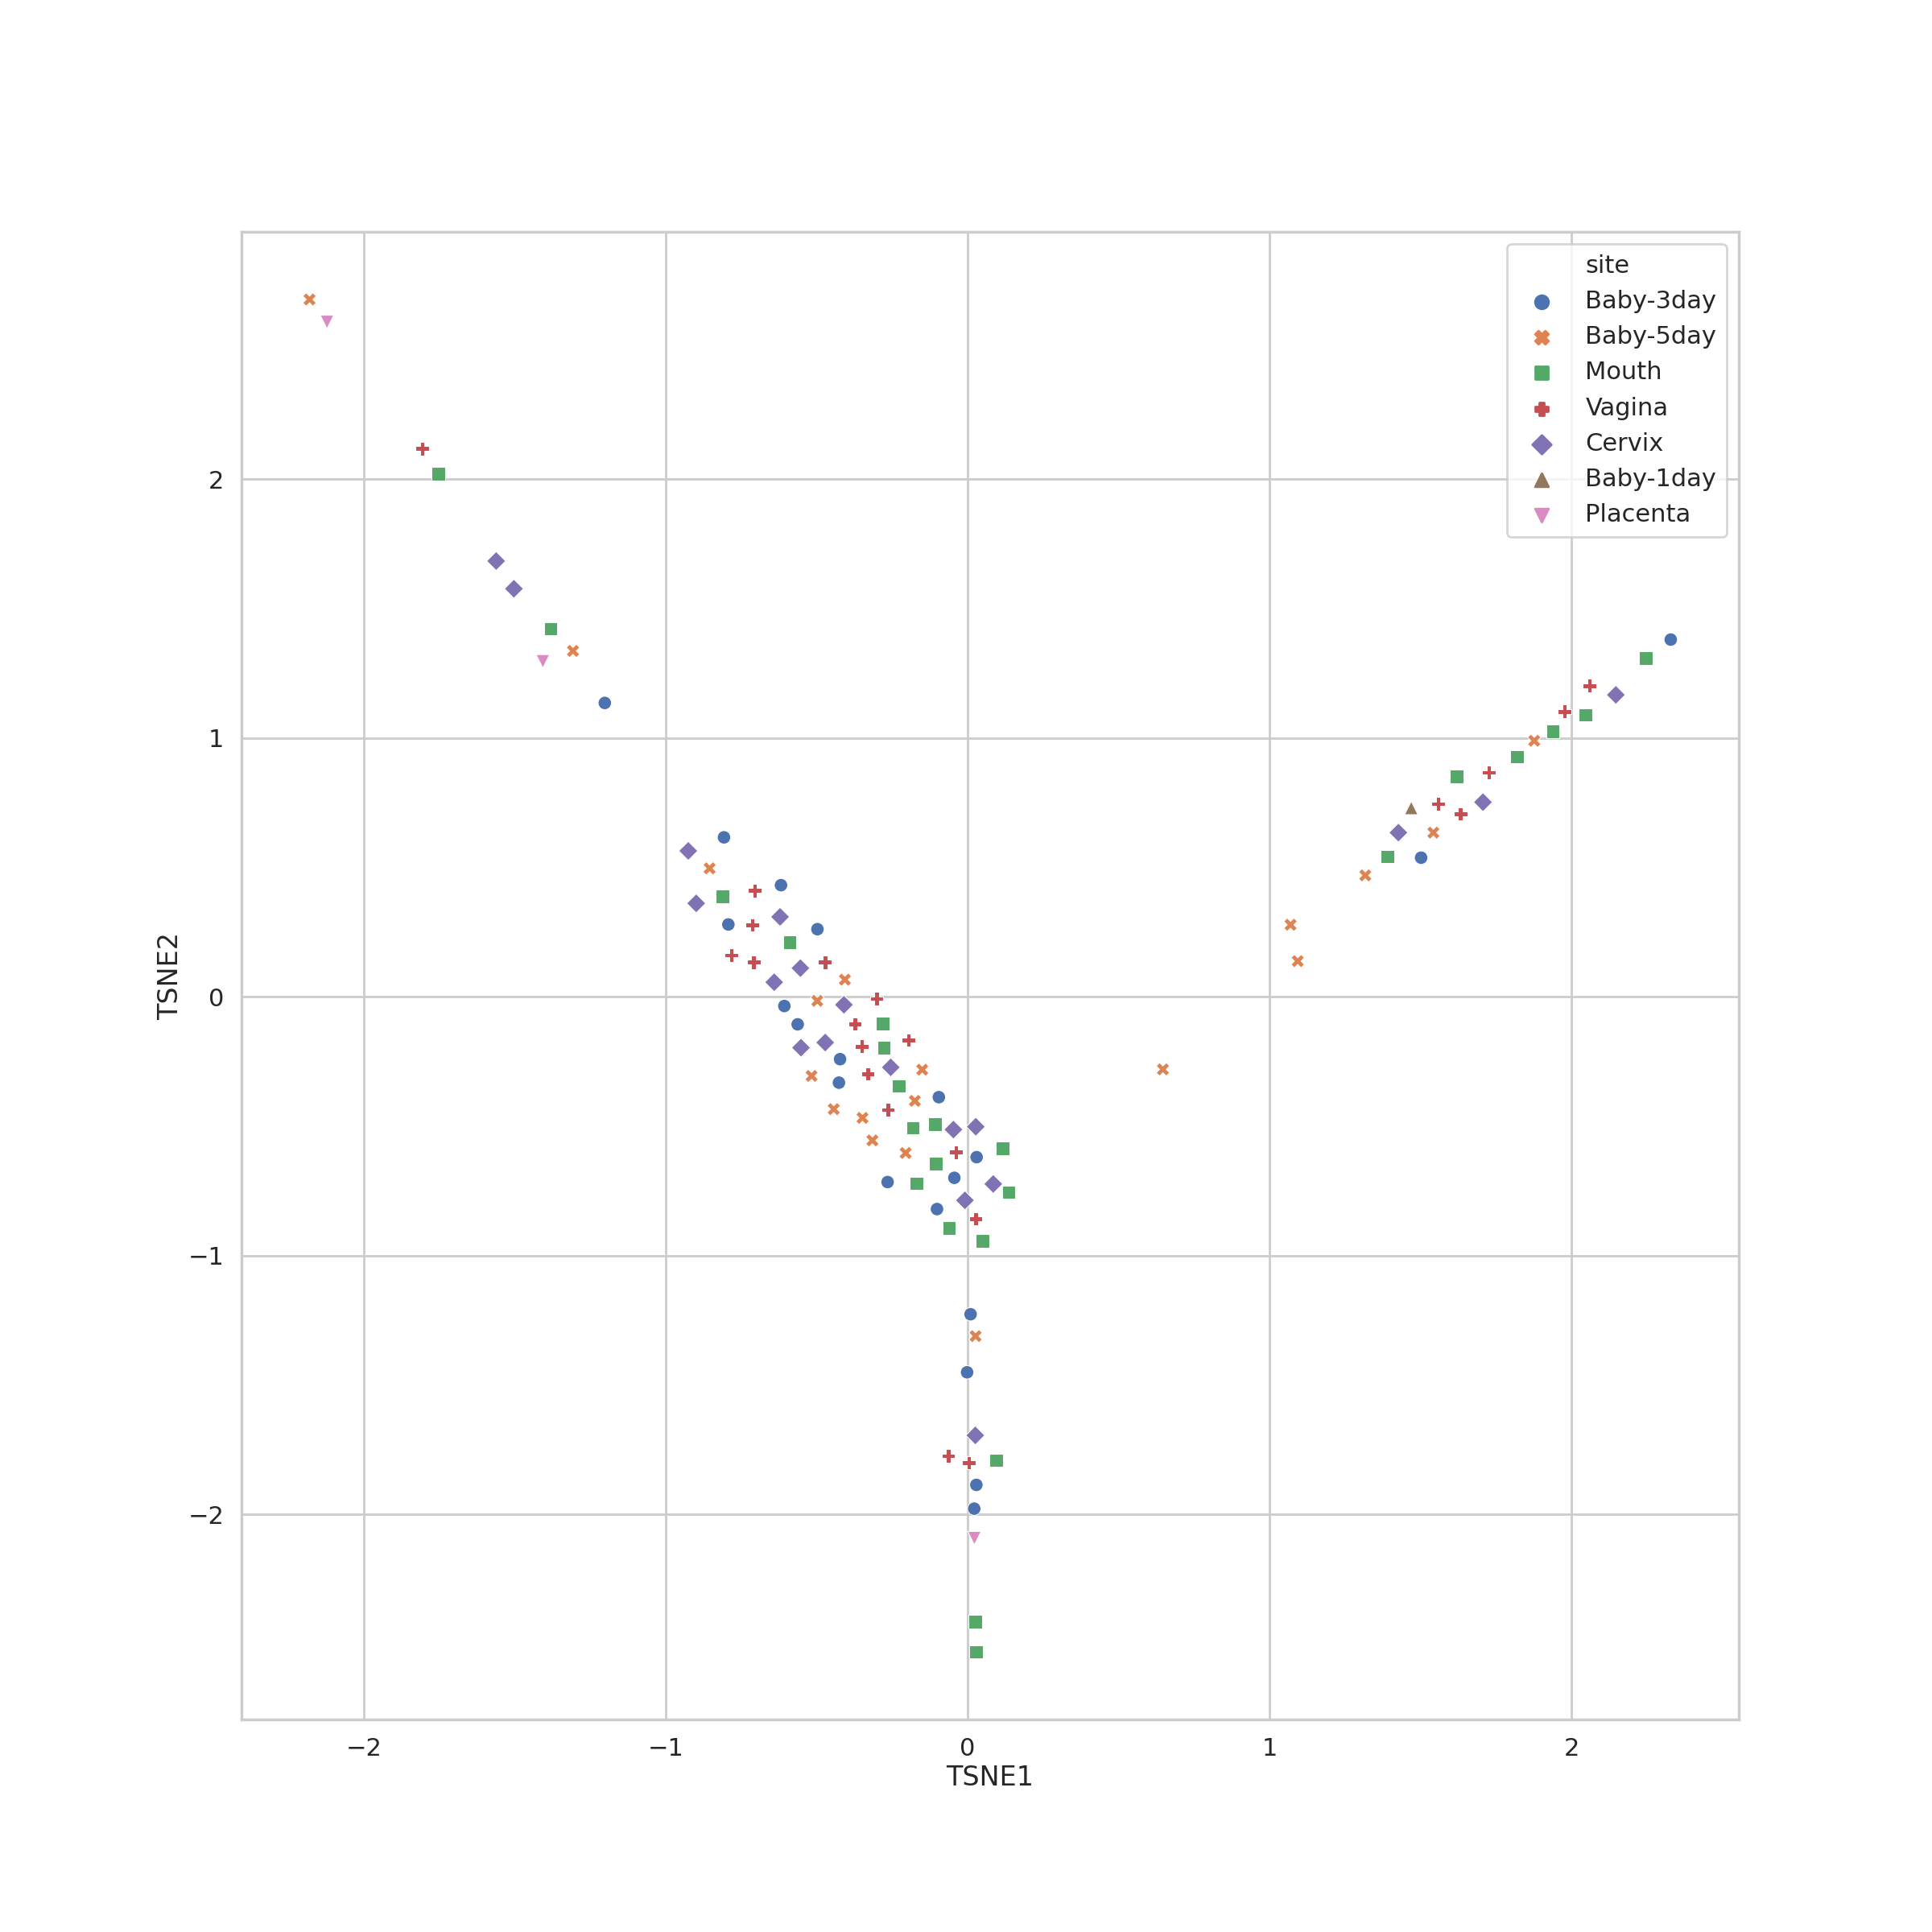 site
Baby-3day
Baby-5day
Mouth
Vagina
Cervix
Baby-1day
Placenta
2
1
0
−1
−2
TSNE2
−2
−1
0
1
2
TSNE1